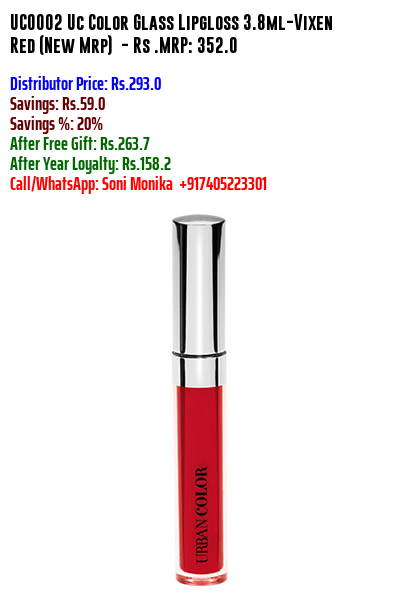 UC0002 Uc Color Glass Lipgloss 3.8ml-Vixen
Red (New Mrp)  - Rs .MRP: 352.0
Distributor Price: Rs.293.0
Savings: Rs.59.0
Savings %: 20%
After Free Gift: Rs.263.7
After Year Loyalty: Rs.158.2
Call/WhatsApp: Soni Monika  +917405223301
URBAN COLOR